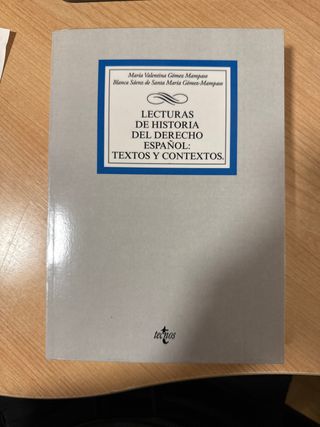 María Valentina Gómez Mampaso
Blanca Sáenz de Santa María Gómez-Mampaso
LECTURAS
DE HISTORIA
DEL DERECHO
ESPAÑOL:
TEXTOS Y CONTEXTOS.
tecnos